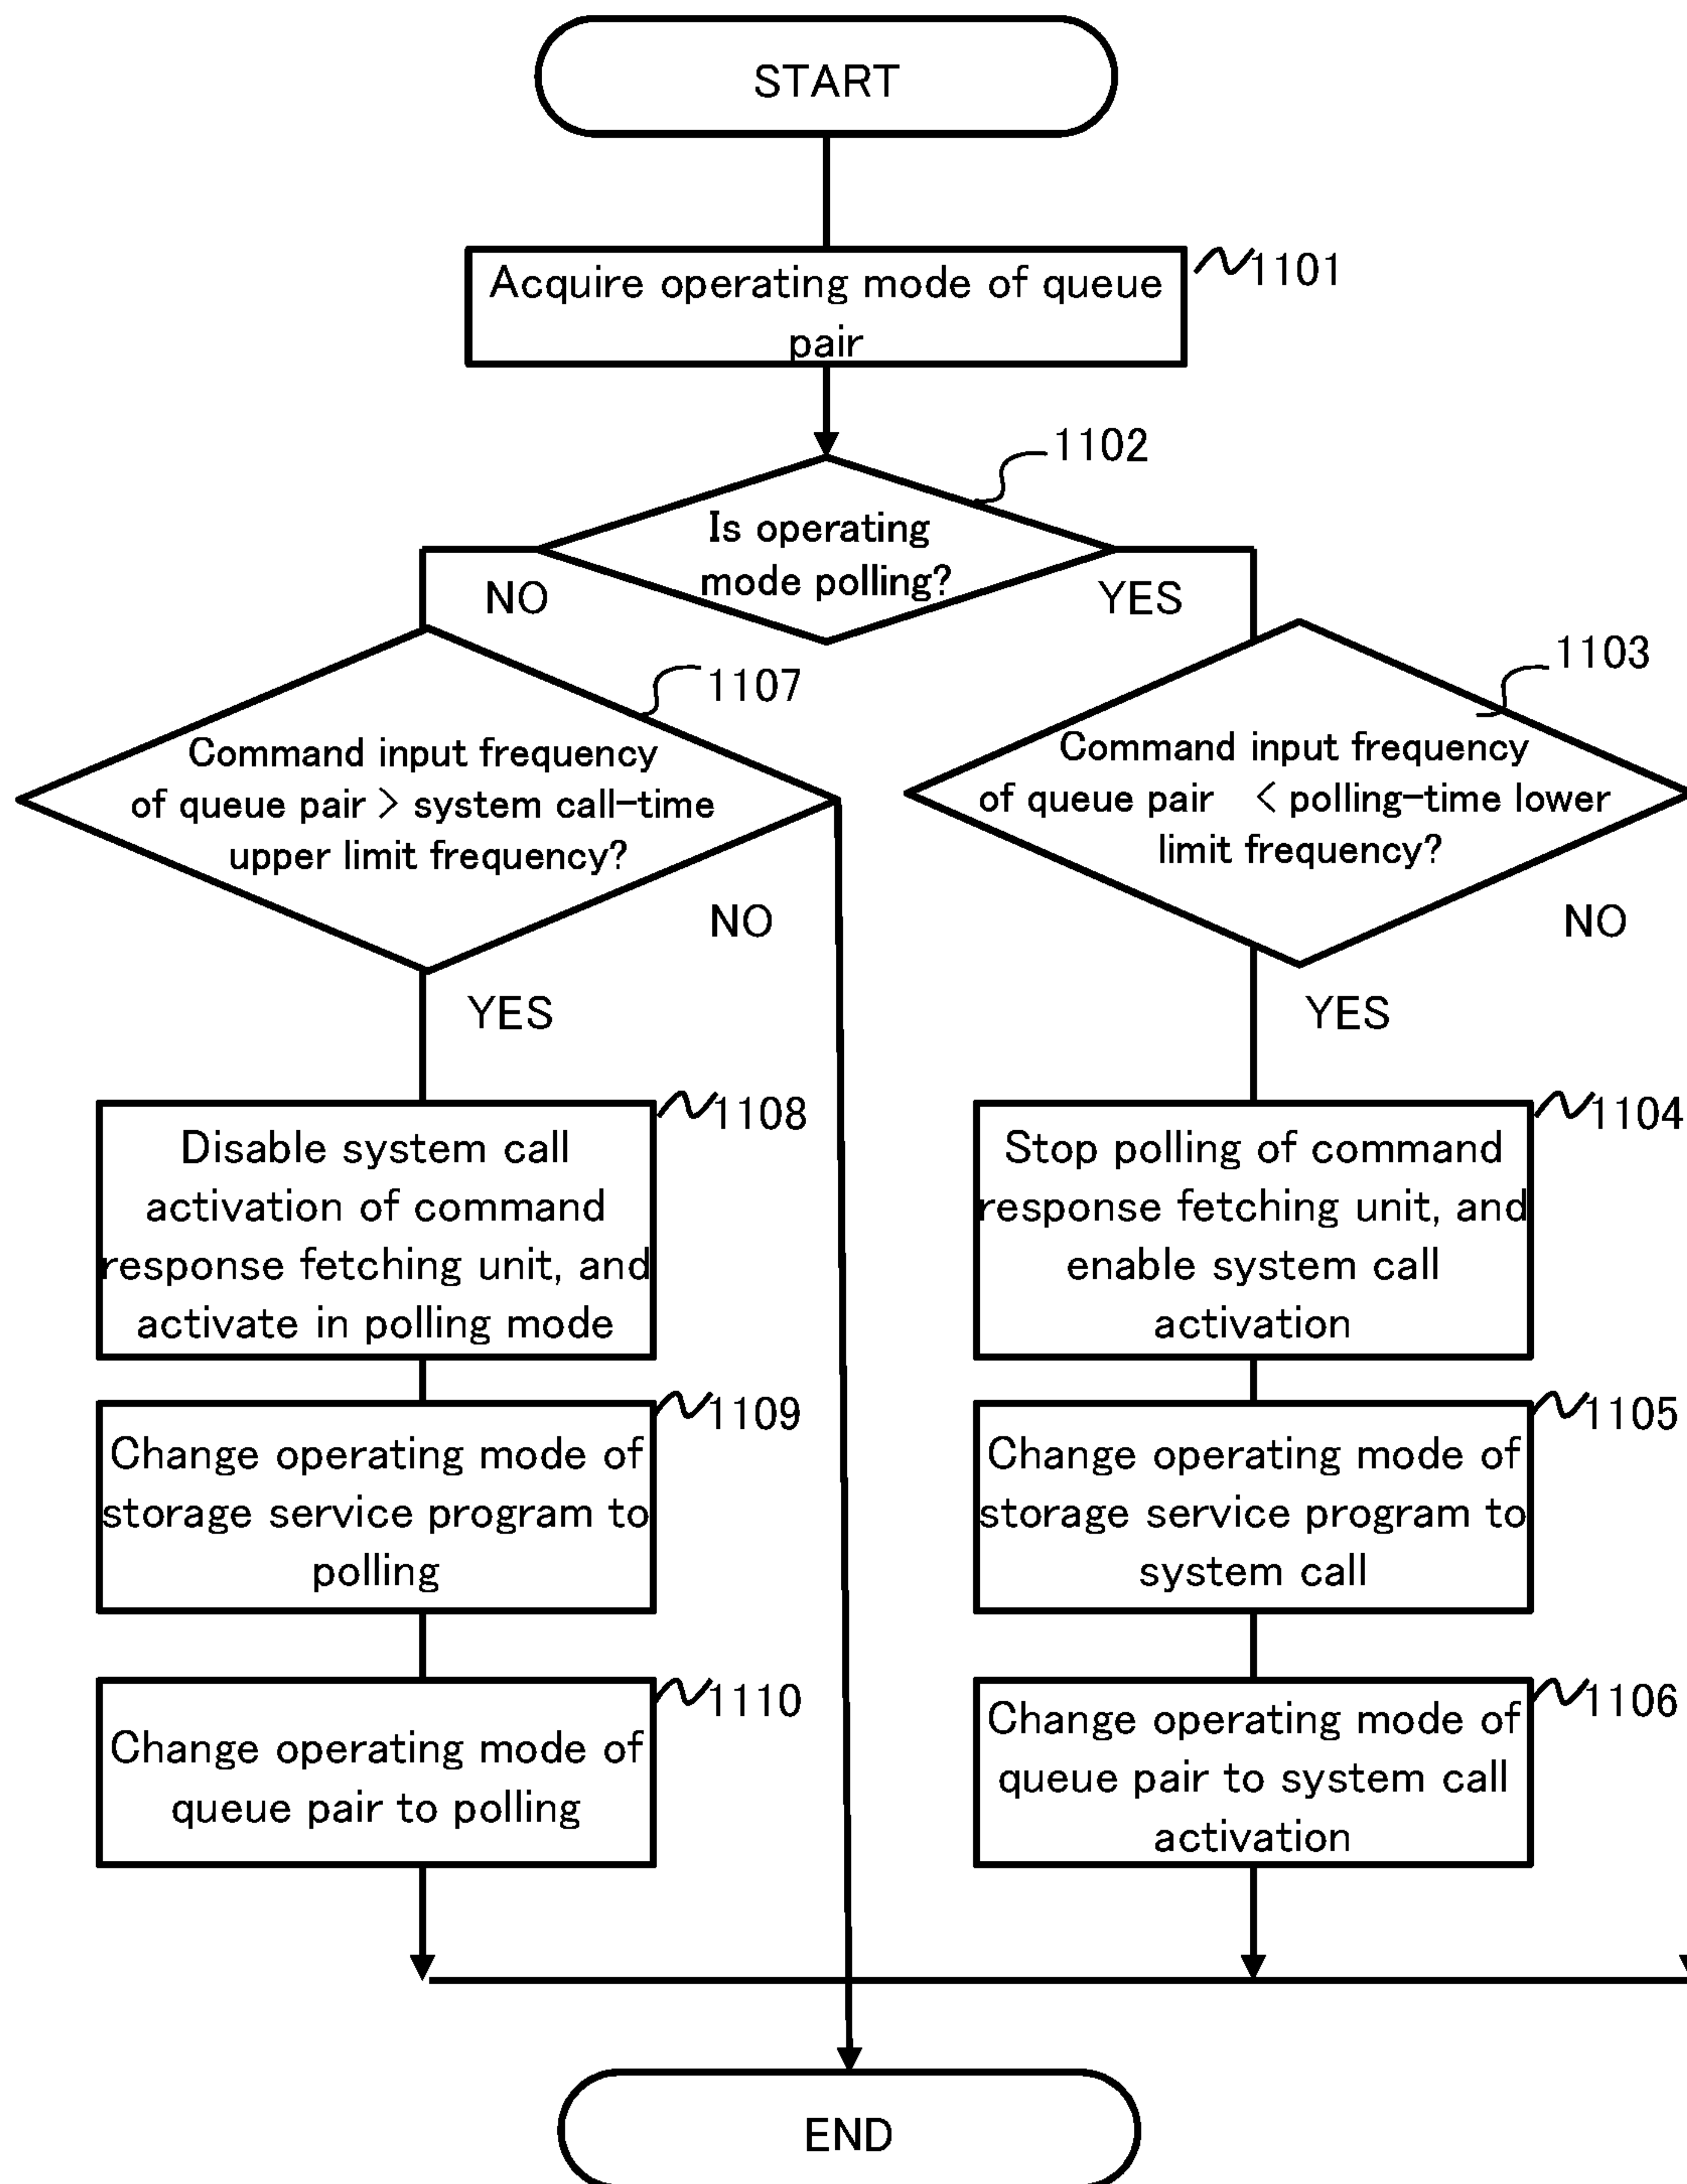 START
Acquire operating mode of queue
pair
1101
1102
Is operating
mode polling?
NO
YES
1107
Command input frequency
of queue pair > system call-time
upper limit frequency?
NO
YES
1103
Command input frequency
of queue pair < polling-time lower
limit frequency?
NO
YES
1108
Disable system call
activation of command
response fetching unit, and
activate in polling mode
1104
Stop polling of command
response fetching unit, and
enable system call
activation
1109
Change operating mode of
storage service program to
polling
1105
Change operating mode of
storage service program to
system call
1110
Change operating mode of
queue pair to polling
1106
Change operating mode of
queue pair to system call
activation
END